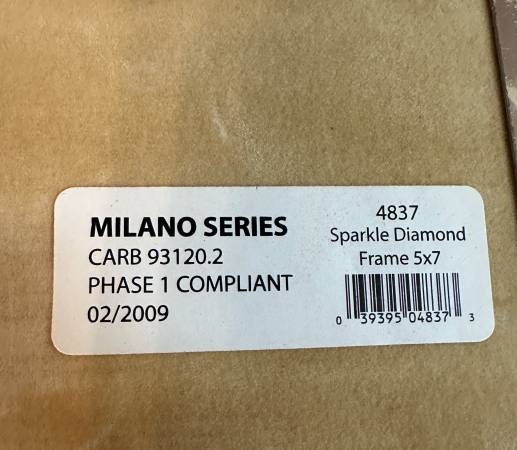 MILANO SERIES
CARB 93120.2
PHASE 1 COMPLIANT
02/2009
4837
Sparkle Diamond
Frame 5x7
0 39395 04837 3